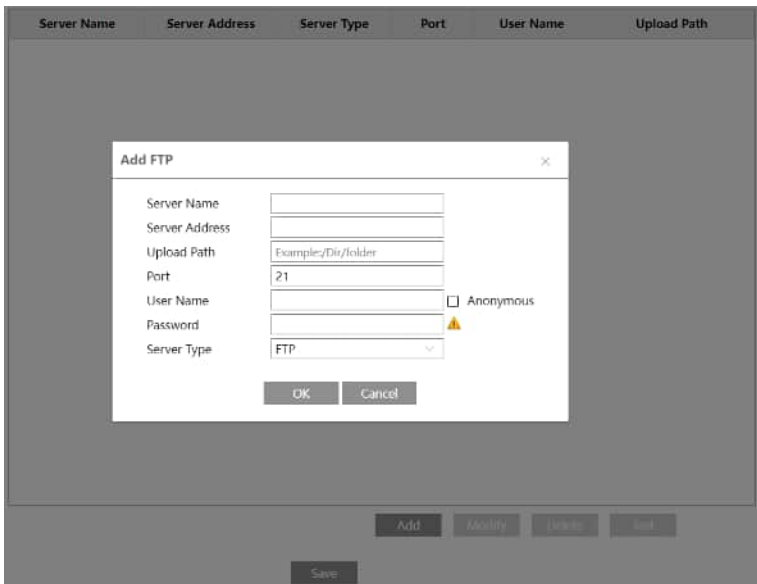 Server Name Server Address Server Type Port User Name Upload Path
Add FTP
Server Name
Server Address
Upload Path Example:/Dir/folder
Port 21
User Name Anonymous
Password
Server Type FTP
OK Cancel
Add Modify Delete Test
Save